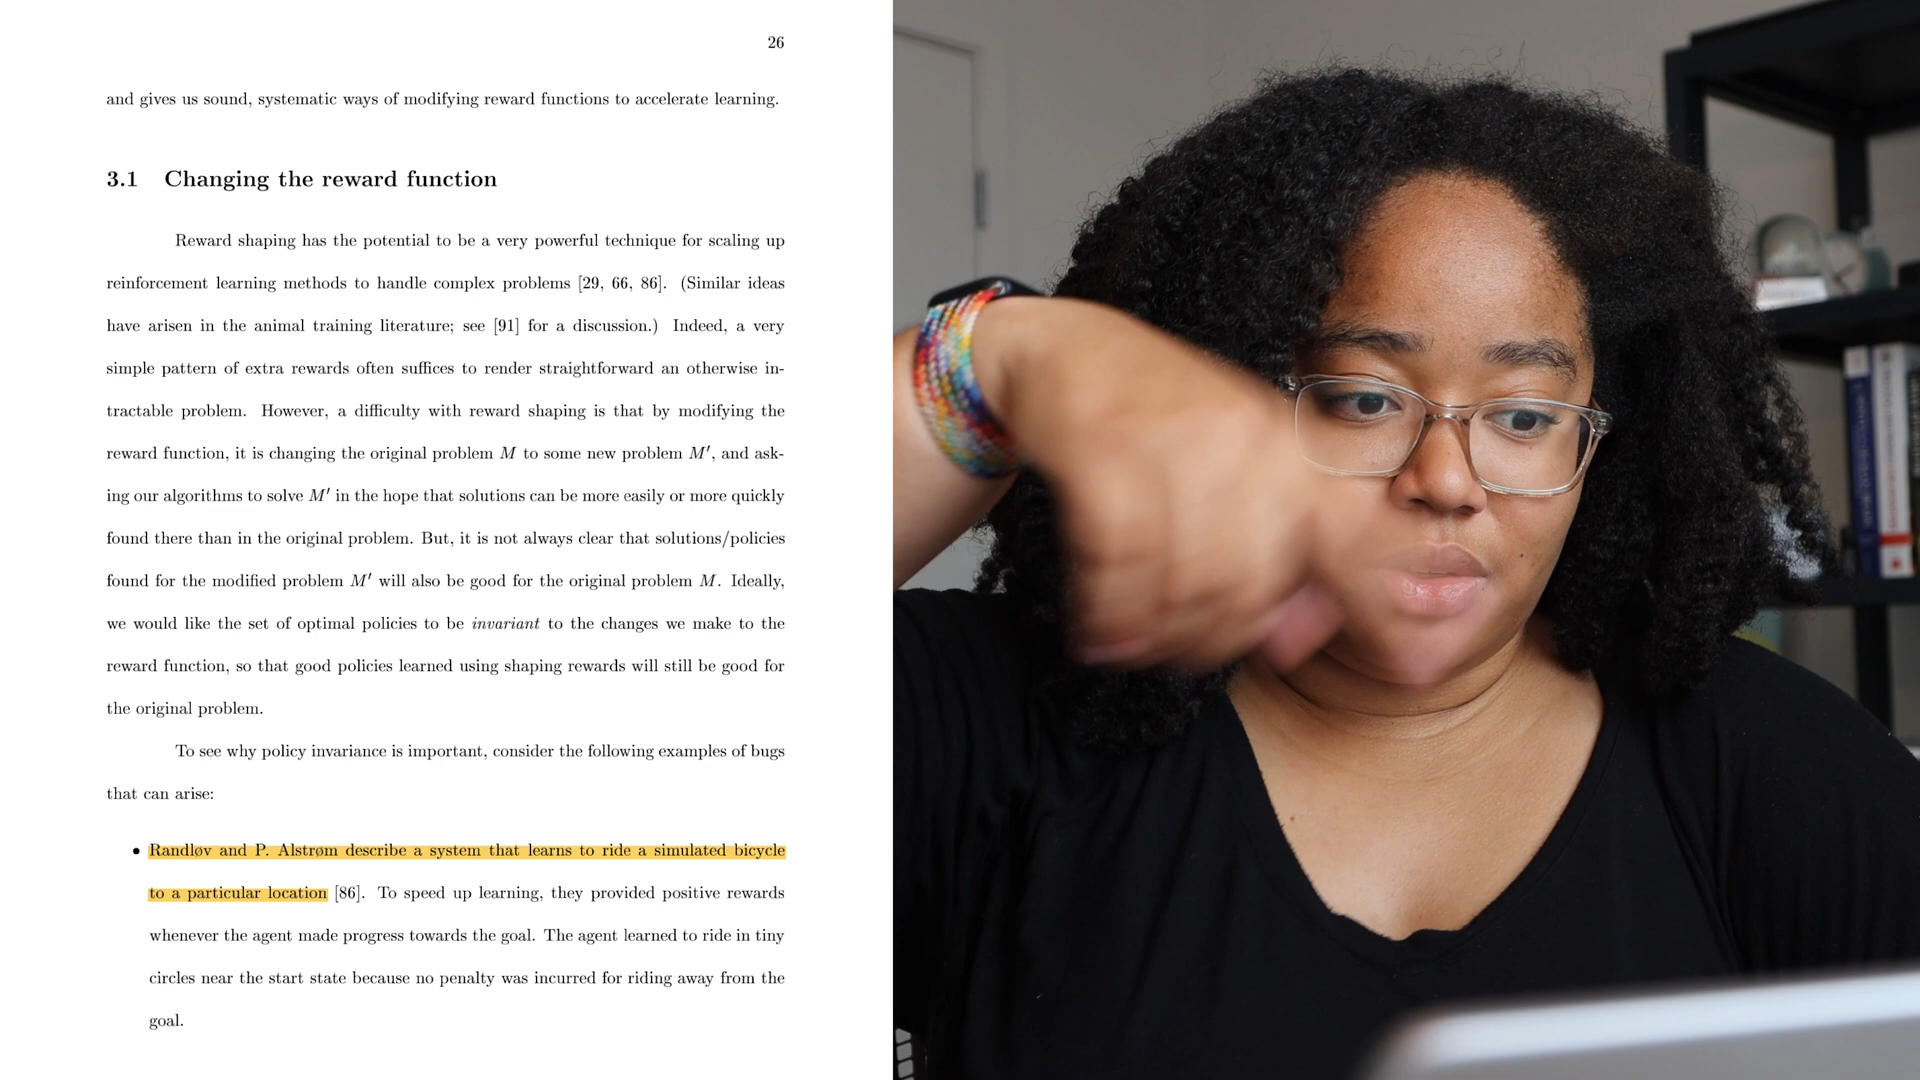 26
and gives us sound, systematic ways of modifying reward functions to accelerate learning.
3.1 Changing the reward function
Reward shaping has the potential to be a very powerful technique for scaling up
reinforcement learning methods to handle complex problems [29, 66, 86]. (Similar ideas
have arisen in the animal training literature; see [91] for a discussion.) Indeed, a very
simple pattern of extra rewards often suffices to render straightforward an otherwise in-
tractable problem. However, a difficulty with reward shaping is that by modifying the
reward function, it is changing the original problem M to some new problem M′, and ask-
ing our algorithms to solve M′ in the hope that solutions can be more easily or more quickly
found there than in the original problem. But, it is not always clear that solutions/policies
found for the modified problem M′ will also be good for the original problem M. Ideally,
we would like the set of optimal policies to be invariant to the changes we make to the
reward function, so that good policies learned using shaping rewards will still be good for
the original problem.
To see why policy invariance is important, consider the following examples of bugs
that can arise:
• Randløv and P. Alstrøm describe a system that learns to ride a simulated bicycle
to a particular location [86]. To speed up learning, they provided positive rewards
whenever the agent made progress towards the goal. The agent learned to ride in tiny
circles near the start state because no penalty was incurred for riding away from the
goal.